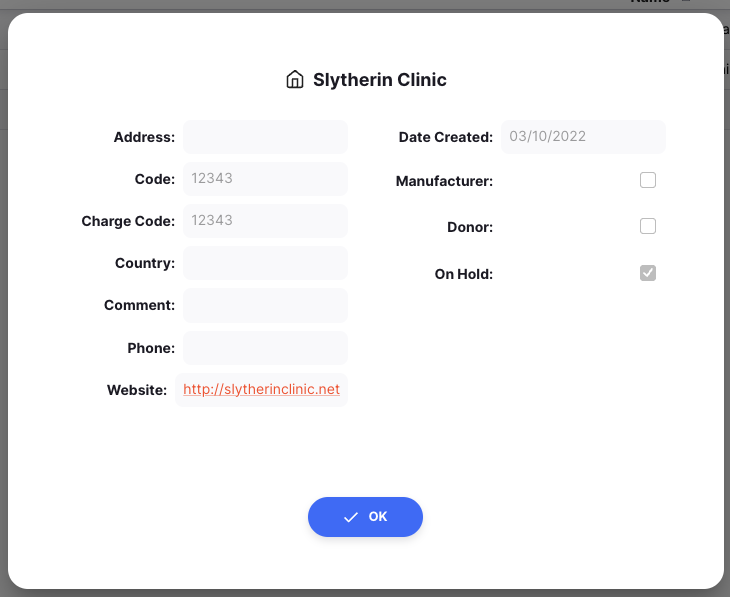 Slytherin Clinic
Address:
Code: 12343
Charge Code: 12343
Country:
Comment:
Phone:
Website: http://slytherinclinic.net
Date Created: 03/10/2022
Manufacturer:
Donor:
On Hold:
OK